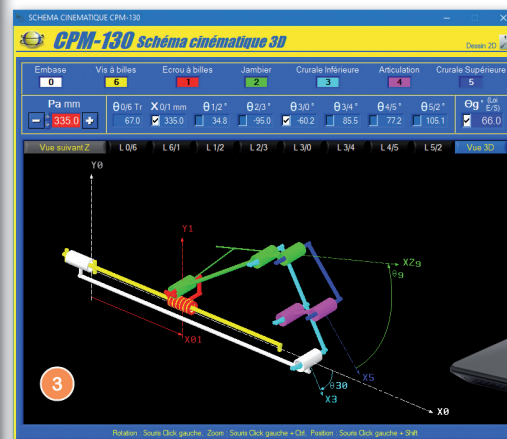 SCHEMA CINEMATIQUE CPM-130
CPM-130 Schéma cinématique 3D
Dessin 2D
Embase Vis à billes Ecrou à billes Jambier Crurale Inférieure Articulation Crurale Supérieure
0 6 1 2 3 4 5
Pa mm θ0/6 Tr X0/1 mm θ1/2° θ2/3° θ3/0° θ3/4° θ4/5° θ5/2° θg° (Loi E/S)
- 335.0 + 67.0 335.0 34.8 -95.0 -60.2 85.5 77.2 105.1 66.0
Vue suivant Z L 0/6 L 6/1 L 1/2 L 2/3 L 3/0 L 3/4 L 4/5 L 5/2 Vue 3D
Y0
Y1
X2g
θg
X01
θ30
X5
X3
X0
3
Rotation : Souris Click gauche. Zoom : Souris Click gauche + Ctrl. Position : Souris Click gauche + Shift